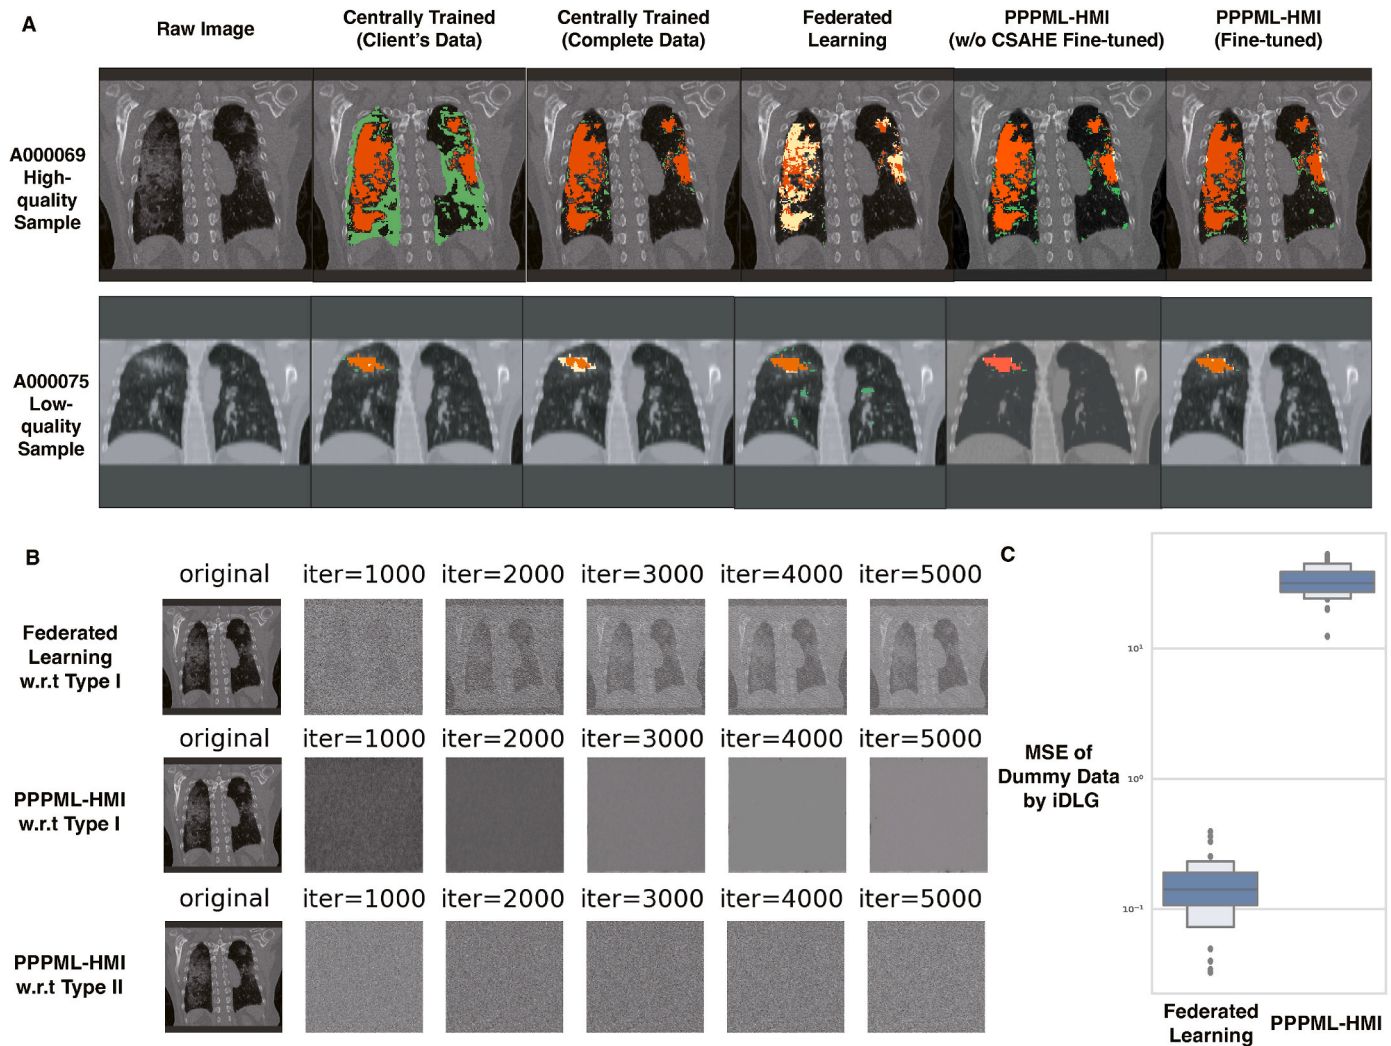 A
Raw Image
Centrally Trained
(Client's Data)
Centrally Trained
(Complete Data)
Federated
Learning
PPPML-HMI
(w/o CSAHE Fine-tuned)
PPPML-HMI
(Fine-tuned)
A000069
High-
quality
Sample
A000075
Low-
quality
Sample
B
original iter=1000 iter=2000 iter=3000 iter=4000 iter=5000
Federated
Learning
w.r.t Type I
original iter=1000 iter=2000 iter=3000 iter=4000 iter=5000
PPPML-HMI
w.r.t Type I
original iter=1000 iter=2000 iter=3000 iter=4000 iter=5000
PPPML-HMI
w.r.t Type II
C
MSE of
Dummy Data
by iDLG
10¹
10⁰
10⁻¹
Federated
Learning
PPPML-HMI